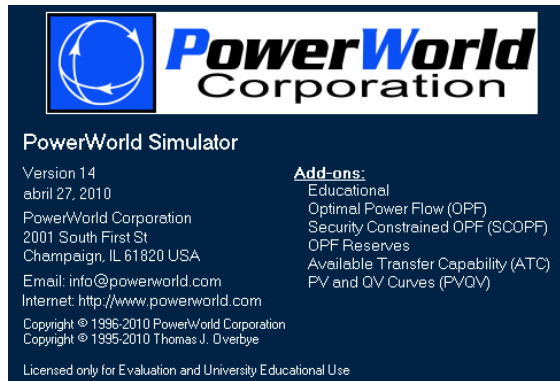 PowerWorld
Corporation
PowerWorld Simulator
Version 14
abril 27, 2010
PowerWorld Corporation
2001 South First St
Champaign, IL 61820 USA
Email: info@powerworld.com
Internet: http://www.powerworld.com
Copyright © 1996-2010 PowerWorld Corporation
Copyright © 1995-2010 Thomas J. Overbye
Licensed only for Evaluation and University Educational Use
Add-ons:
Educational
Optimal Power Flow (OPF)
Security Constrained OPF (SCOPF)
OPF Reserves
Available Transfer Capability (ATC)
PV and QV Curves (PVQV)